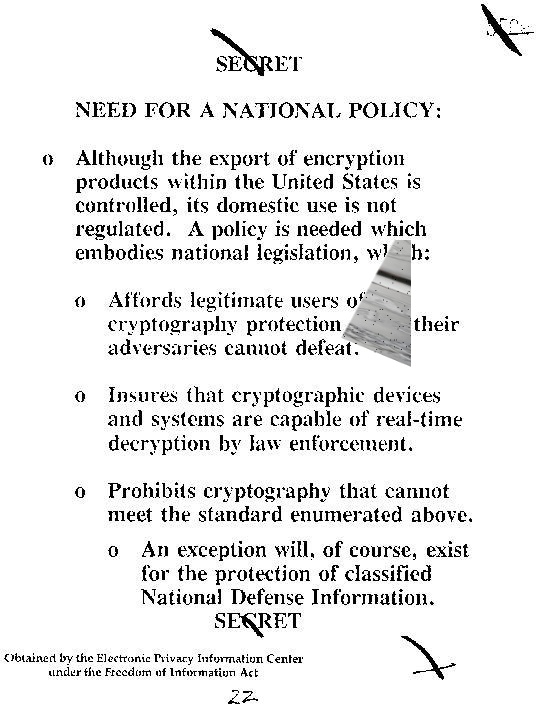 SECRET
NEED FOR A NATIONAL POLICY:
o Although the export of encryption
products within the United States is
controlled, its domestic use is not
regulated. A policy is needed which
embodies national legislation,
o Affords legitimate users of
cryptography protection their
adversaries cannot defeat.
o Insures that cryptographic devices
and systems are capable of real-time
decryption by law enforcement.
o Prohibits cryptography that cannot
meet the standard enumerated above.
o An exception will, of course, exist
for the protection of classified
National Defense Information.
SECRET
Obtained by the Electronic Privacy Information Center
under the Freedom of Information Act
22